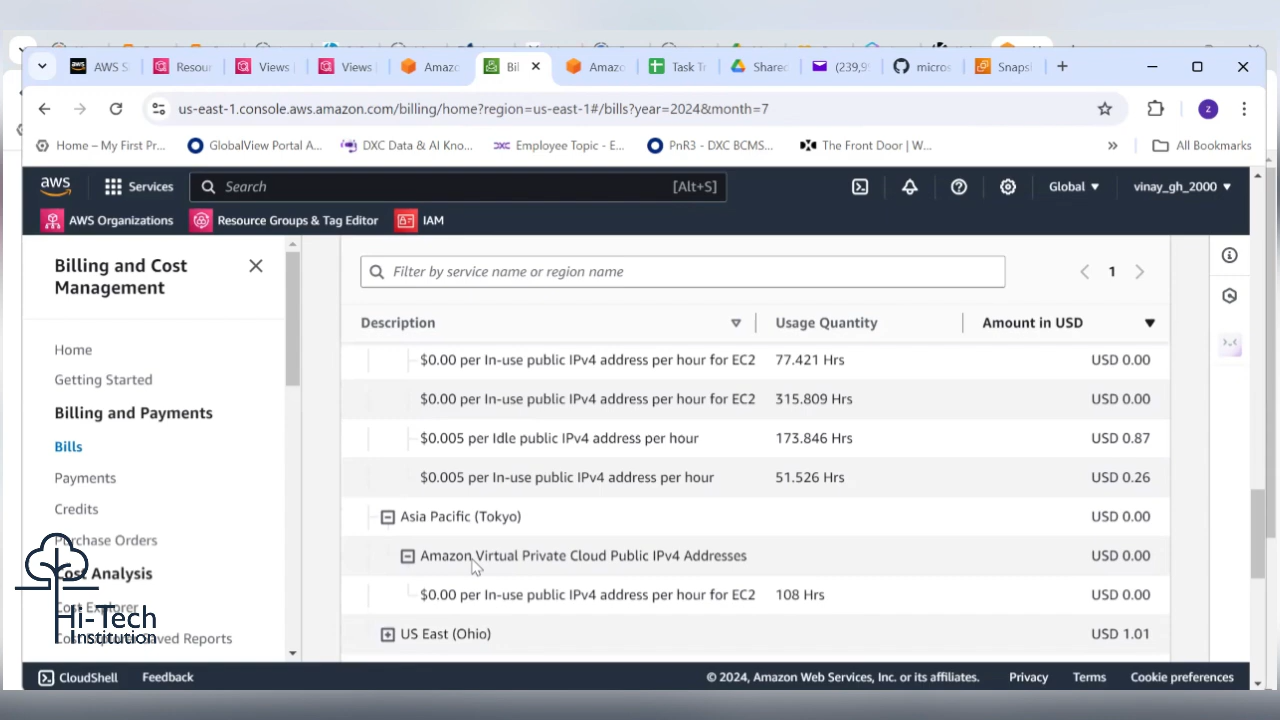 AWS S
Resour
Views
Views
Amazo
Bil
Amazo
Task Tr
Shared
(239,9
micros
Snaps
us-east-1.console.aws.amazon.com/billing/home?region=us-east-1#/bills?year=2024&month=7
Home – My First Pr...
GlobalView Portal A...
DXC Data & AI Kno...
Employee Topic - E...
PnR3 - DXC BCMS...
The Front Door | W...
All Bookmarks
aws
Services
Search
[Alt+S]
Global
vinay_gh_2000
AWS Organizations
Resource Groups & Tag Editor
IAM
Billing and Cost
Management
Home
Getting Started
Billing and Payments
Bills
Payments
Credits
Purchase Orders
Cost Analysis
Cost Explorer
Cost Explorer Saved Reports
Hi-Tech
Institution
Filter by service name or region name
1
Description Usage Quantity Amount in USD
$0.00 per In-use public IPv4 address per hour for EC2 77.421 Hrs USD 0.00
$0.00 per In-use public IPv4 address per hour for EC2 315.809 Hrs USD 0.00
$0.005 per Idle public IPv4 address per hour 173.846 Hrs USD 0.87
$0.005 per In-use public IPv4 address per hour 51.526 Hrs USD 0.26
Asia Pacific (Tokyo) USD 0.00
Amazon Virtual Private Cloud Public IPv4 Addresses USD 0.00
$0.00 per In-use public IPv4 address per hour for EC2 108 Hrs USD 0.00
US East (Ohio) USD 1.01
CloudShell
Feedback
© 2024, Amazon Web Services, Inc. or its affiliates.
Privacy
Terms
Cookie preferences